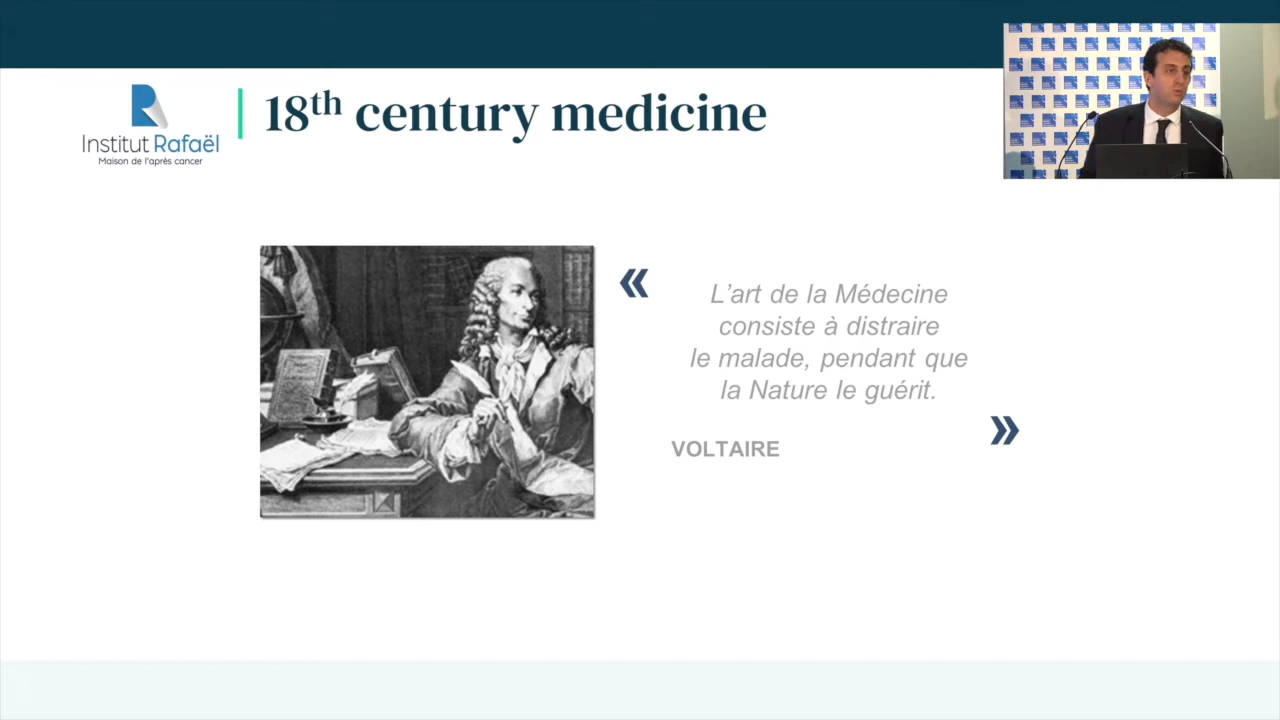 Institut Rafaël
Maison de l'après cancer
18th century medicine
«
L'art de la Médecine
consiste à distraire
le malade, pendant que
la Nature le guérit.
»
VOLTAIRE